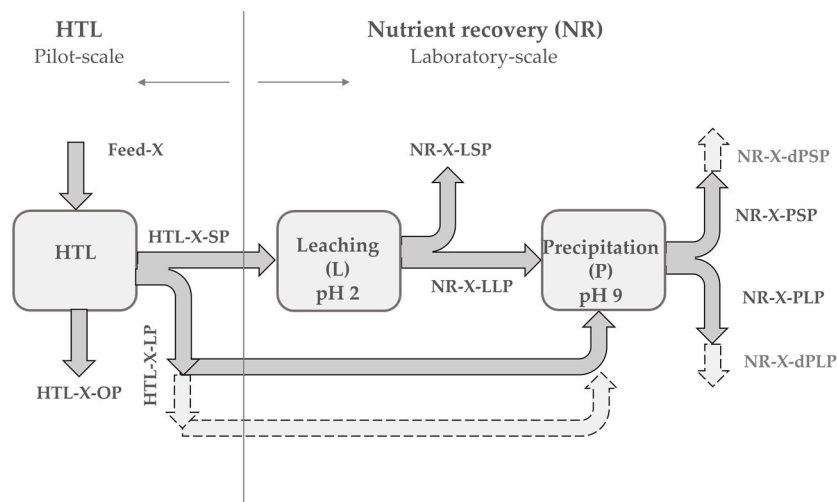 HTL
Pilot-scale
Nutrient recovery (NR)
Laboratory-scale
Feed-X
NR-X-LSP
NR-X-dPSP
NR-X-PSP
HTL
HTL-X-SP
Leaching
(L)
pH 2
Precipitation
(P)
pH 9
NR-X-LLP
NR-X-PLP
HTL-X-LP
NR-X-dPLP
HTL-X-OP